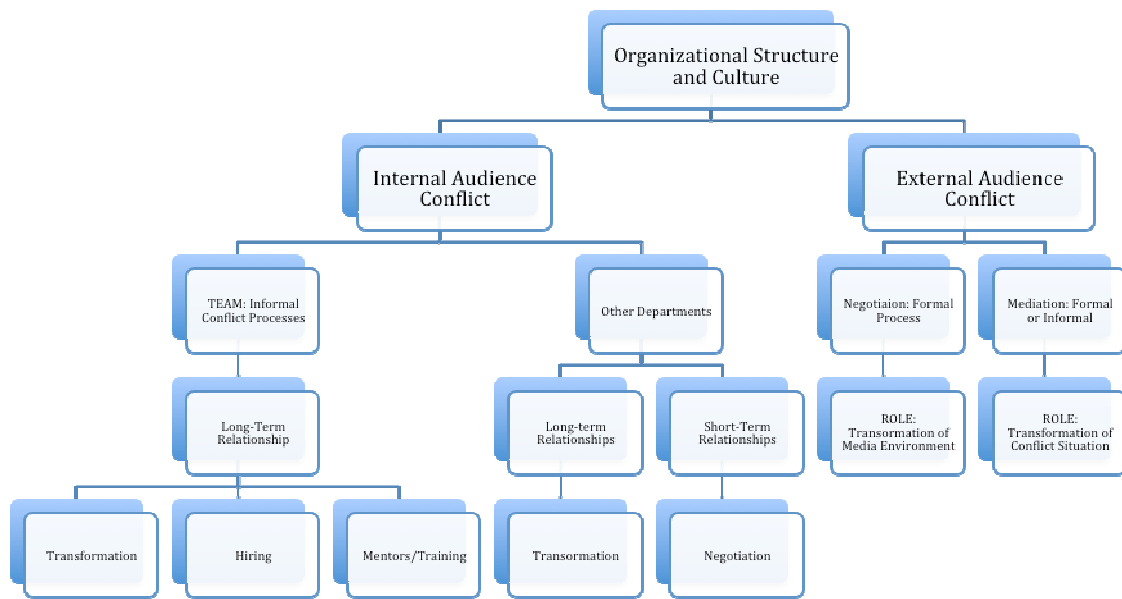 Organizational Structure
and Culture
Internal Audience
Conflict
External Audience
Conflict
TEAM: Informal
Conflict Processes
Other Departments
Negotiaion: Formal
Process
Mediation: Formal
or Informal
Long-Term
Relationship
Long-term
Relationships
Short-Term
Relationships
ROLE:
Transormation of
Media Environment
ROLE:
Transformation of
Conflict Situation
Transformation
Hiring
Mentors/Training
Transormation
Negotiation